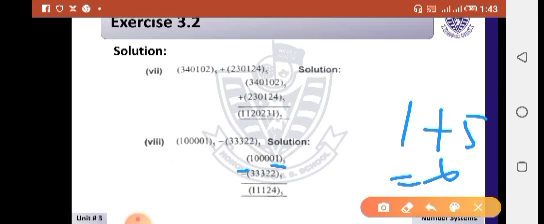 1:43
Exercise 3.2
Solution:
(vii) (340102)₅ + (230124)₅ Solution:
(340102)₅
+(230124)₅
(1120231)₅
(viii) (100001)₅ − (33322)₅ Solution:
(100001)₅
−(33322)₅
(11124)₅
1+5
=6
Unit # 3
Number Systems